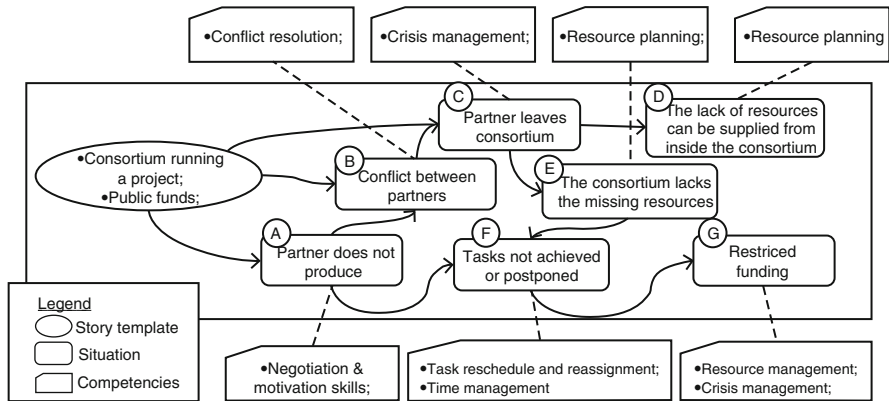 •Conflict resolution;
•Crisis management;
•Resource planning;
•Resource planning
C
Partner leaves
consortium
D
The lack of resources
can be supplied from
inside the consortium
•Consortium running
a project;
•Public funds;
B
Conflict between
partners
E
The consortium lacks
the missing resources
A
Partner does not
produce
F
Tasks not achieved
or postponed
G
Restriced
funding
Legend
Story template
Situation
Competencies
•Negotiation &
motivation skills;
•Task reschedule and reassignment;
•Time management
•Resource management;
•Crisis management;